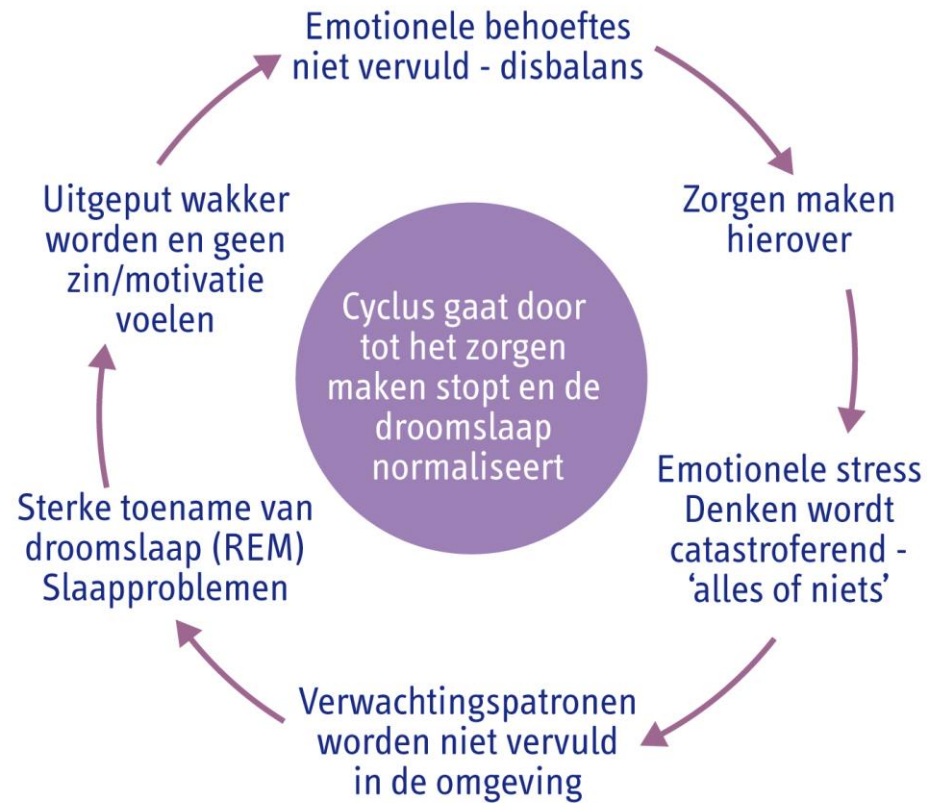 Emotionele behoeftes
niet vervuld - disbalans
Zorgen maken
hierover
Emotionele stress
Denken wordt
catastroferend -
‘alles of niets’
Verwachtingspatronen
worden niet vervuld
in de omgeving
Sterke toename van
droomslaap (REM)
Slaapproblemen
Uitgeput wakker
worden en geen
zin/motivatie
voelen
Cyclus gaat door
tot het zorgen
maken stopt en de
droomslaap
normaliseert